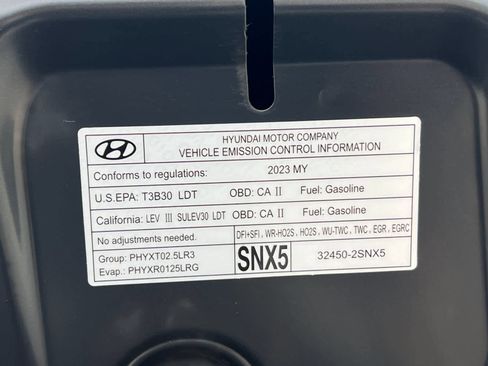 HYUNDAI MOTOR COMPANY
VEHICLE EMISSION CONTROL INFORMATION
Conforms to regulations: 2023 MY
U.S.EPA: T3B30 LDT OBD: CA II Fuel: Gasoline
California: LEV III SULEV30 LDT OBD: CA II Fuel: Gasoline
No adjustments needed. DFI+SFI, WR-HO2S, HO2S, WU-TWC, TWC, EGR, EGRC
Group: PHYXT02.5LR3
Evap.: PHYXR0125LRG
SNX5 32450-2SNX5